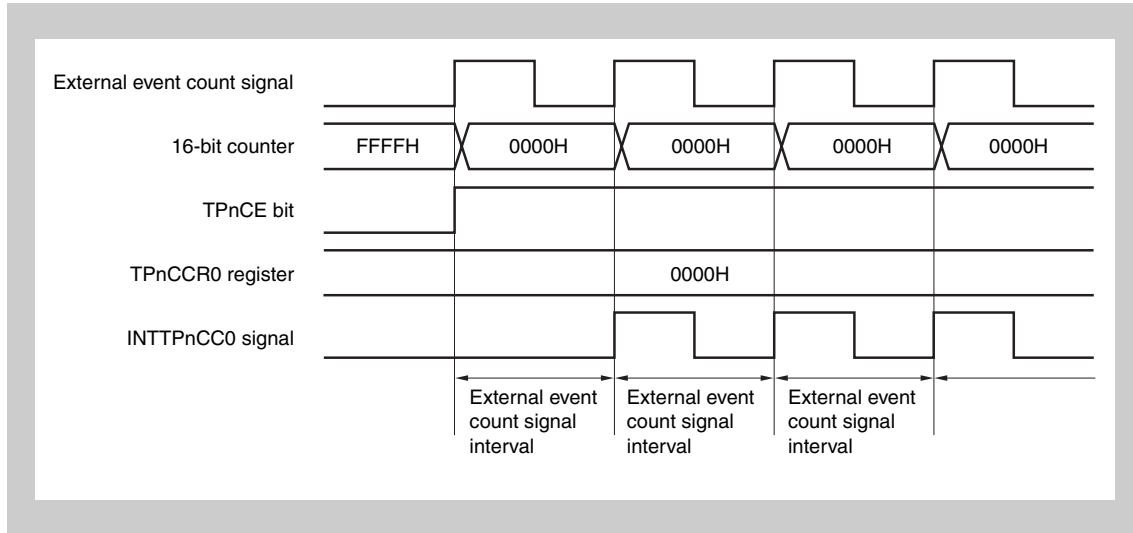 External event count signal
16-bit counter
FFFFH
0000H
0000H
0000H
0000H
TPnCE bit
TPnCCR0 register
0000H
INTTPnCC0 signal
External event
count signal
interval
External event
count signal
interval
External event
count signal
interval